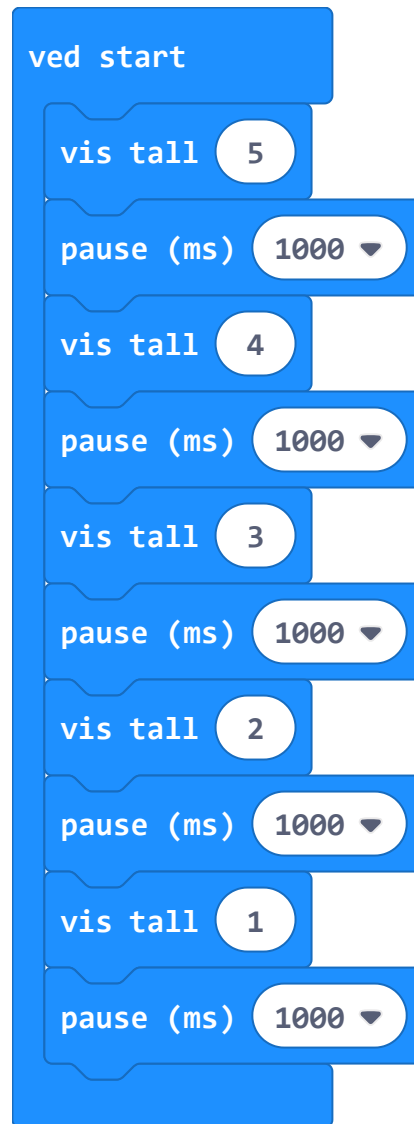 ved start
vis tall 5
pause (ms) 1000
vis tall 4
pause (ms) 1000
vis tall 3
pause (ms) 1000
vis tall 2
pause (ms) 1000
vis tall 1
pause (ms) 1000